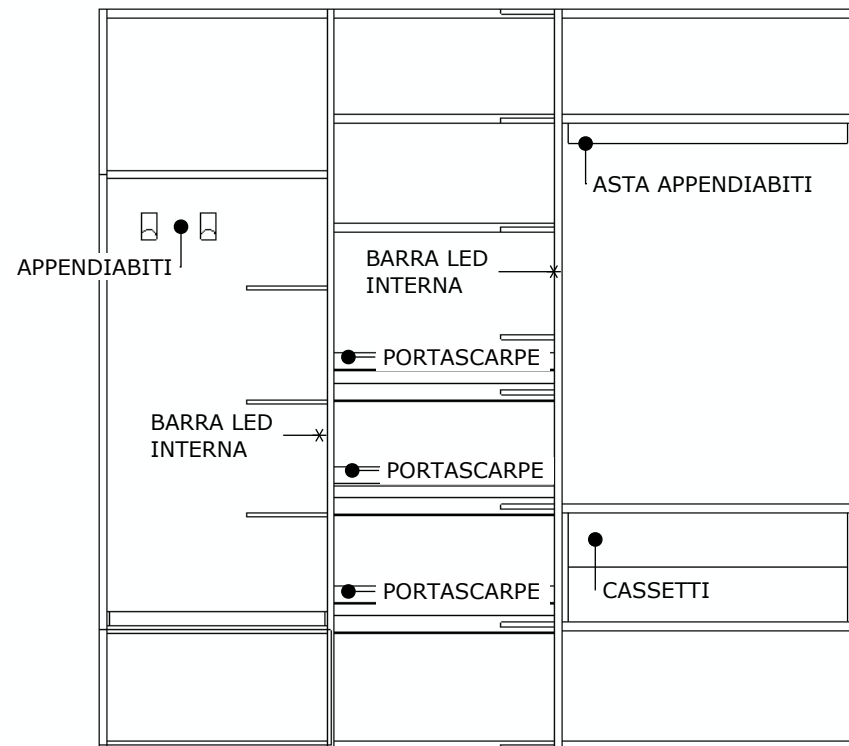 ASTA APPENDIABITI
APPENDIABITI
BARRA LED
INTERNA
PORTASCARPE
BARRA LED
INTERNA
PORTASCARPE
PORTASCARPE
CASSETTI